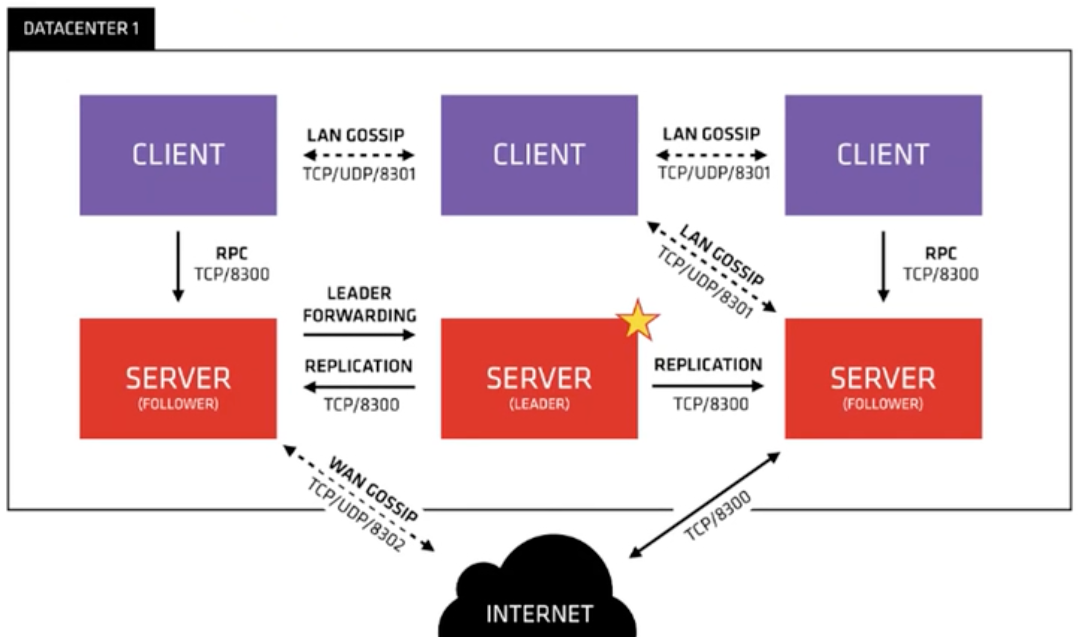 DATACENTER 1
CLIENT
LAN GOSSIP
TCP/UDP/8301
CLIENT
LAN GOSSIP
TCP/UDP/8301
CLIENT
RPC
TCP/8300
LAN GOSSIP
TCP/UDP/8301
RPC
TCP/8300
LEADER
FORWARDING
SERVER
(FOLLOWER)
REPLICATION
TCP/8300
SERVER
(LEADER)
REPLICATION
TCP/8300
SERVER
(FOLLOWER)
WAN GOSSIP
TCP/UDP/8302
TCP/8300
INTERNET